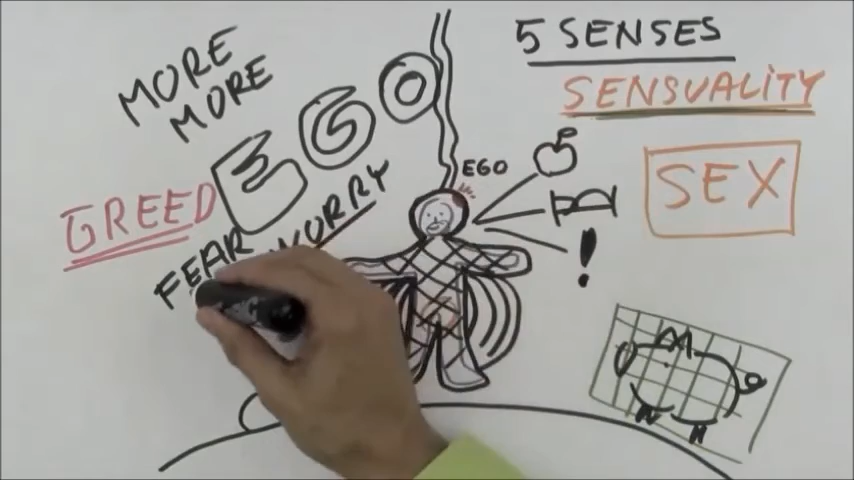 MORE
MORE
EGO
GREED
FEAR
WORRY
EGO
5 SENSES
SENSUALITY
SEX
!